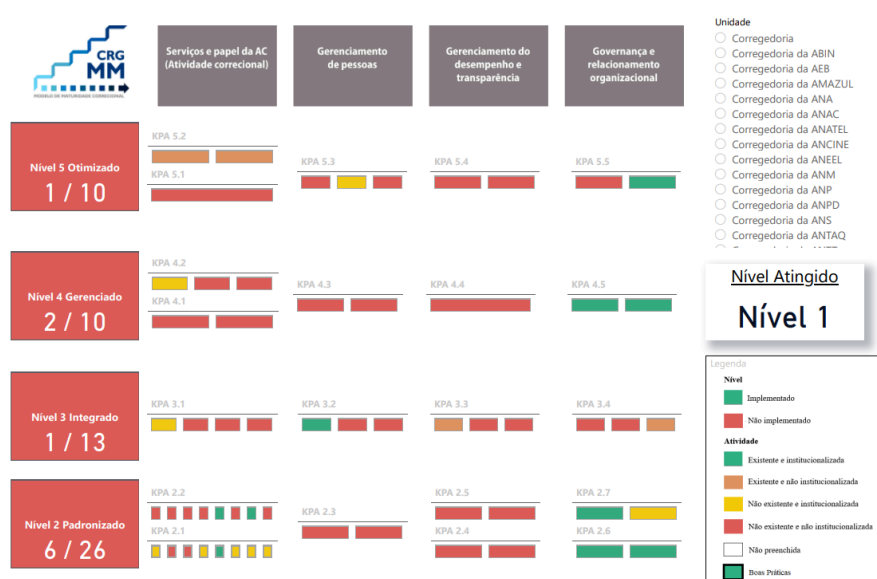 CRG
MM
MODELO DE MATURIDADE CORRECIONAL
Serviços e papel da AC
(Atividade correcional)
Gerenciamento
de pessoas
Gerenciamento do
desempenho e
transparência
Governança e
relacionamento
organizacional
Nível 5 Otimizado
1 / 10
KPA 5.2
KPA 5.1
KPA 5.3
KPA 5.4
KPA 5.5
Nível 4 Gerenciado
2 / 10
KPA 4.2
KPA 4.1
KPA 4.3
KPA 4.4
KPA 4.5
Nível 3 Integrado
1 / 13
KPA 3.1
KPA 3.2
KPA 3.3
KPA 3.4
Nível 2 Padronizado
6 / 26
KPA 2.2
KPA 2.1
KPA 2.3
KPA 2.5
KPA 2.4
KPA 2.7
KPA 2.6
Unidade
Corregedoria
Corregedoria da ABIN
Corregedoria da AEB
Corregedoria da AMAZUL
Corregedoria da ANA
Corregedoria da ANAC
Corregedoria da ANATEL
Corregedoria da ANCINE
Corregedoria da ANEEL
Corregedoria da ANM
Corregedoria da ANP
Corregedoria da ANPD
Corregedoria da ANS
Corregedoria da ANTAQ
Nível Atingido
Nível 1
Legenda
Nível
Implementado
Não implementado
Atividade
Existente e institucionalizada
Existente e não institucionalizada
Não existente e institucionalizada
Não existente e não institucionalizada
Não preenchida
Boas Práticas